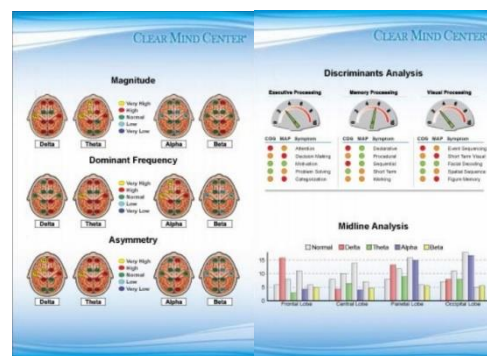 CLEAR MIND CENTER
Magnitude
Very High
High
Normal
Low
Very Low
Delta
Theta
Alpha
Beta
Dominant Frequency
Very High
High
Normal
Low
Very Low
Delta
Theta
Alpha
Beta
Asymmetry
Very High
High
Normal
Low
Very Low
Delta
Theta
Alpha
Beta
CLEAR MIND CENTER
Discriminants Analysis
Executive Processing
Memory Processing
Visual Processing
COG MAP Symptom
Attention
Decision Making
Motivation
Problem Solving
Categorization
COG MAP Symptom
Declarative
Procedural
Sequential
Short Term
Working
COG MAP Symptom
Event Sequencing
Short Term Visual
Facial Decoding
Spatial Sequence
Figure Memory
Midline Analysis
Normal Delta Theta Alpha Beta
15
10
5
0
Frontal Lobe
Central Lobe
Parietal Lobe
Occipital Lobe